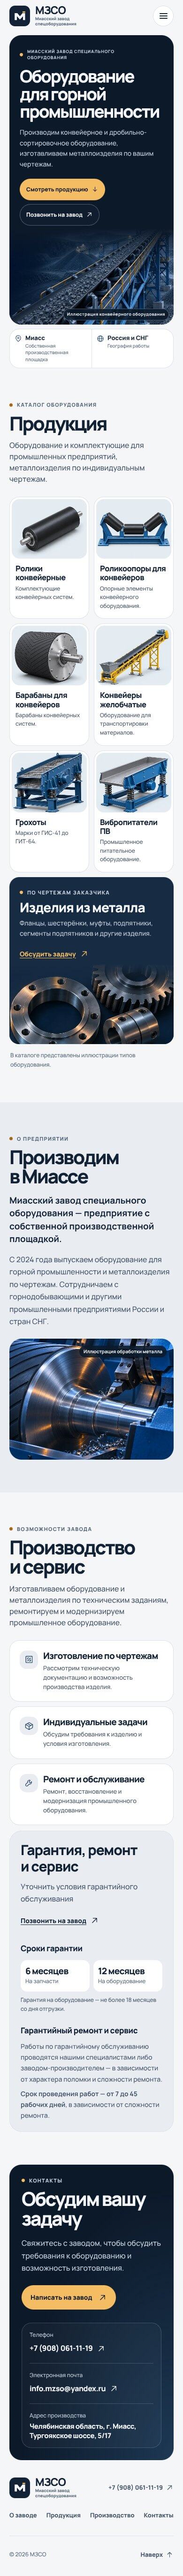 МЗСО
Миасский завод
спецоборудования
МИАССКИЙ ЗАВОД СПЕЦИАЛЬНОГО
ОБОРУДОВАНИЯ
Оборудование
для горной
промышленности
Производим конвейерное и дробильно-
сортировочное оборудование,
изготавливаем металлоизделия по вашим
чертежам.
Смотреть продукцию
Позвонить на завод
Иллюстрация конвейерного оборудования
Миасс
Собственная
производственная
площадка
Россия и СНГ
География работы
КАТАЛОГ ОБОРУДОВАНИЯ
Продукция
Оборудование и комплектующие для
промышленных предприятий,
металлоизделия по индивидуальным
чертежам.
Ролики
конвейерные
Комплектующие
конвейерных систем.
Роликоопоры для
конвейеров
Опорные элементы
конвейерного
оборудования.
Барабаны для
конвейеров
Барабаны конвейерных
систем.
Конвейеры
желобчатые
Оборудование для
транспортировки
материалов.
Грохоты
Марки от ГИС-41 до
ГИТ-64.
Вибропитатели
ПВ
Промышленное
питательное
оборудование.
ПО ЧЕРТЕЖАМ ЗАКАЗЧИКА
Изделия из металла
Фланцы, шестерёнки, муфты, подпятники,
сегменты подпятников и другие изделия.
Обсудить задачу
В каталоге представлены иллюстрации типов
оборудования.
О ПРЕДПРИЯТИИ
Производим
в Миассе
Миасский завод специального
оборудования — предприятие с
собственной производственной
площадкой.
С 2024 года выпускаем оборудование для
горной промышленности и металлоизделия
по чертежам. Сотрудничаем с
горнодобывающими и другими
промышленными предприятиями России и
стран СНГ.
Иллюстрация обработки металла
ВОЗМОЖНОСТИ ЗАВОДА
Производство
и сервис
Изготавливаем оборудование и
металлоизделия по техническим заданиям,
ремонтируем и модернизируем
промышленное оборудование.
Изготовление по чертежам
Рассмотрим техническую
документацию и возможность
производства изделия.
Индивидуальные задачи
Обсудим требования к изделию и
условия изготовления.
Ремонт и обслуживание
Ремонт, восстановление и
модернизация промышленного
оборудования.
Гарантия, ремонт
и сервис
Уточнить условия гарантийного
обслуживания
Позвонить на завод
Сроки гарантии
6 месяцев
На запчасти
12 месяцев
На оборудование
Гарантия на оборудование — не более 18 месяцев
со дня отгрузки.
Гарантийный ремонт и сервис
Работы по гарантийному обслуживанию
проводятся нашими специалистами либо
заводом-производителем — в зависимости
от характера поломки и сложности ремонта.
Срок проведения работ — от 7 до 45
рабочих дней, в зависимости от сложности
ремонта.
КОНТАКТЫ
Обсудим вашу
задачу
Свяжитесь с заводом, чтобы обсудить
требования к оборудованию и
возможность изготовления.
Написать на завод
Телефон
+7 (908) 061-11-19
Электронная почта
info.mzso@yandex.ru
Адрес производства
Челябинская область, г. Миасс,
Тургоякское шоссе, 5/17
МЗСО
Миасский завод
спецоборудования
+7 (908) 061-11-19
О заводе
Продукция
Производство
Контакты
© 2026 МЗСО
Наверх